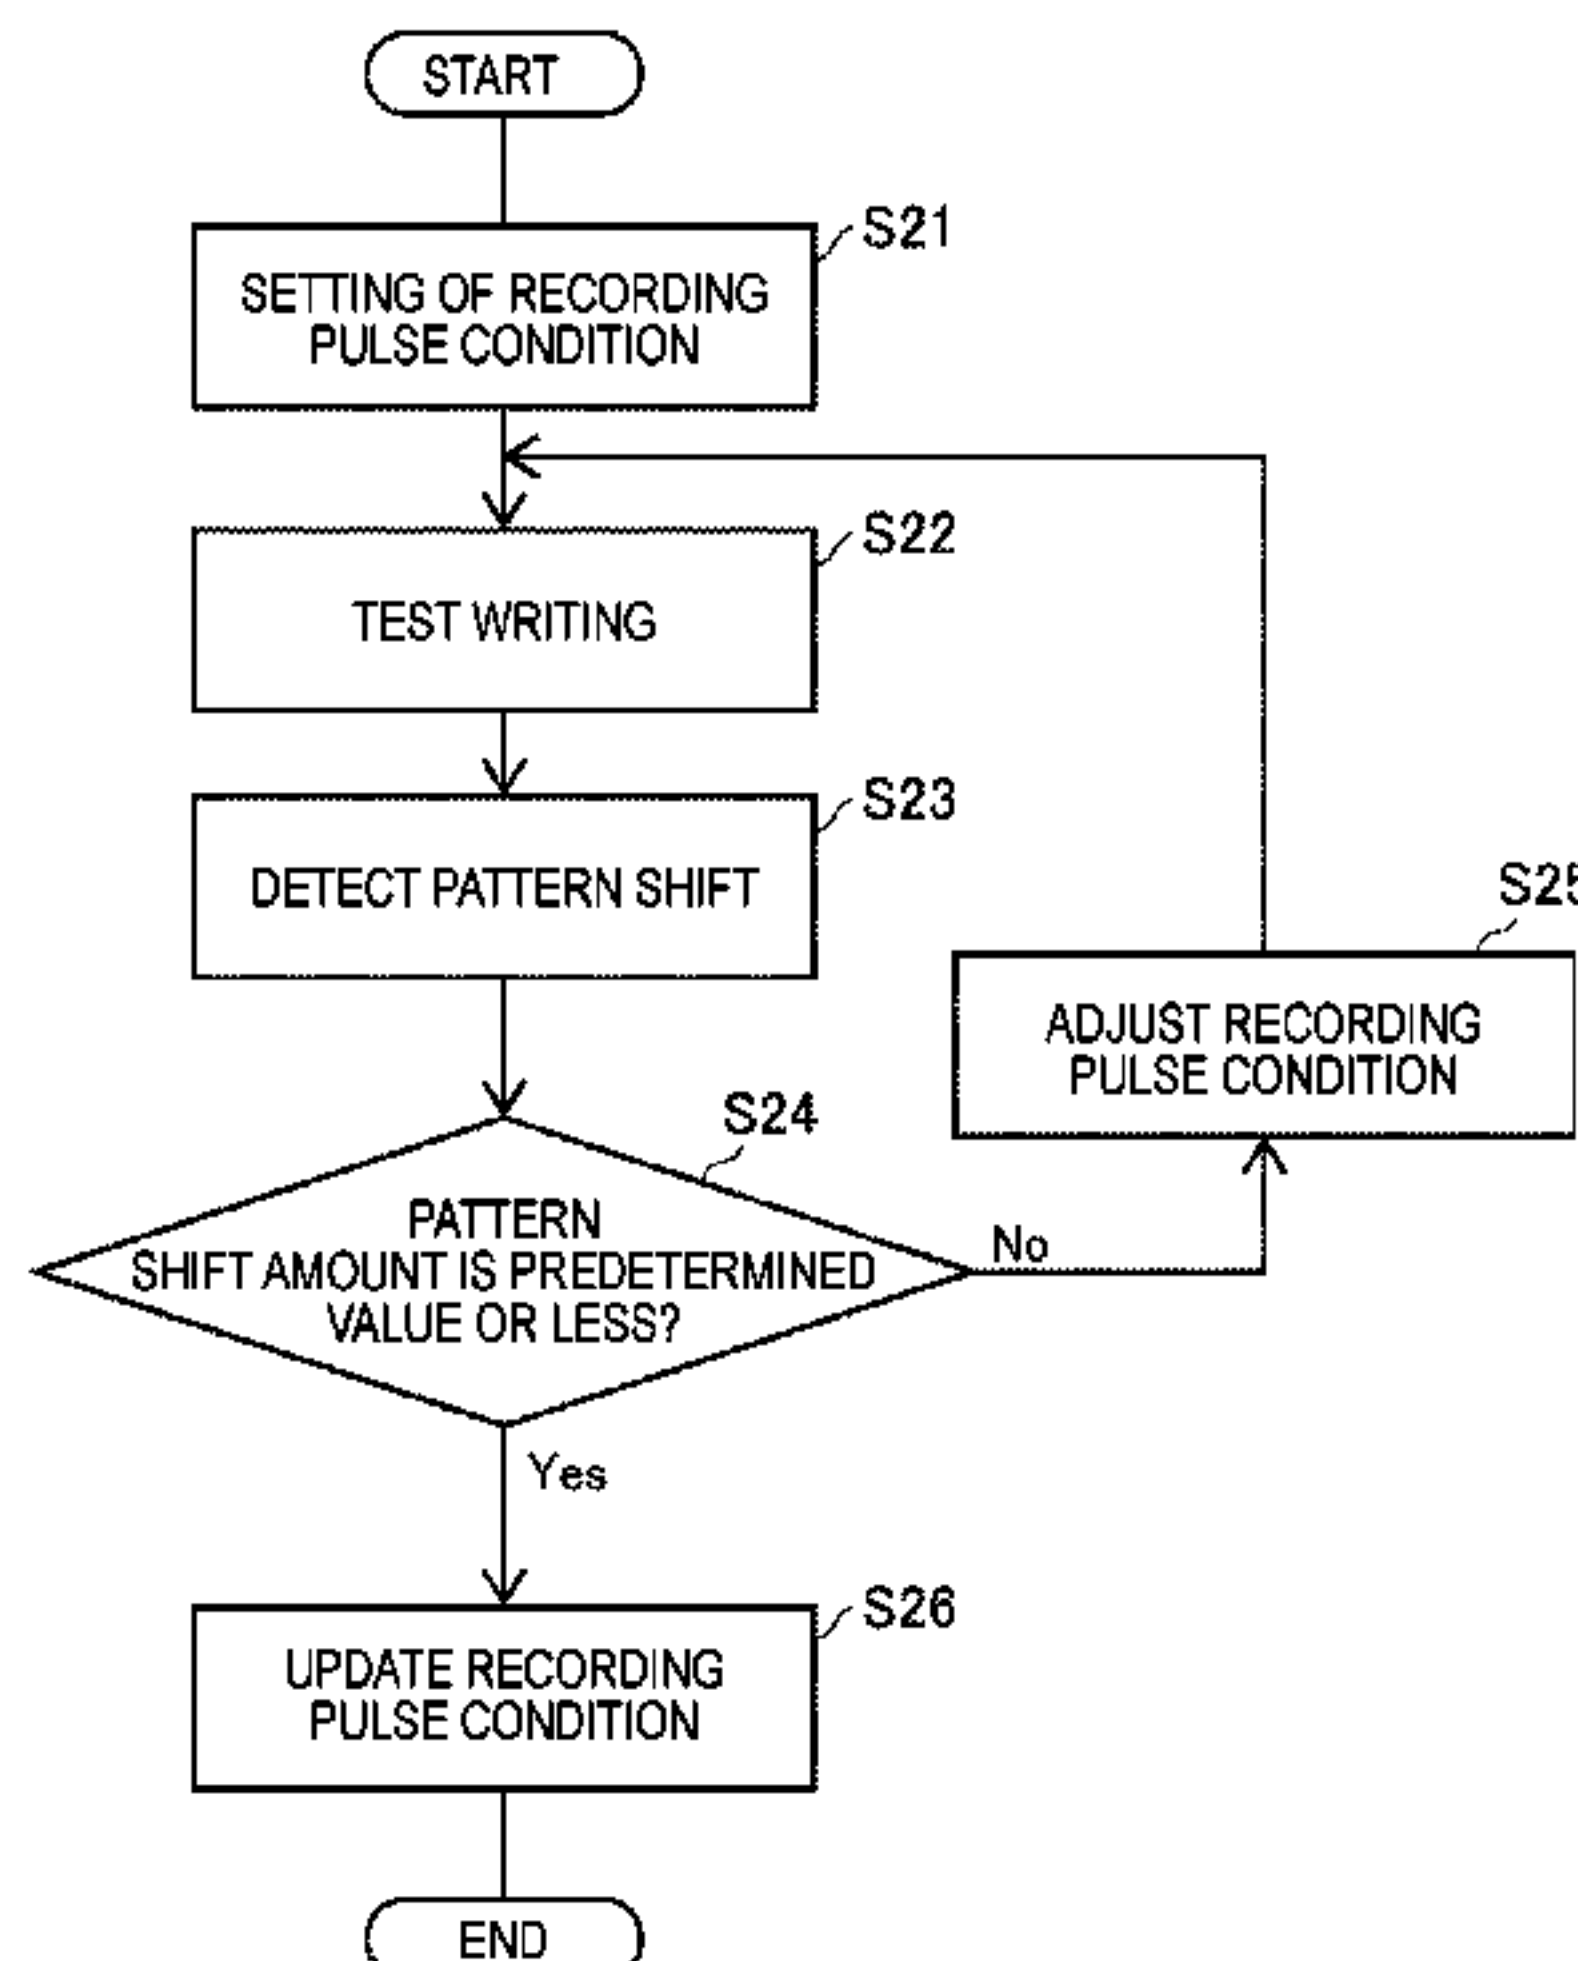 START
S21
SETTING OF RECORDING
PULSE CONDITION
S22
TEST WRITING
S23
DETECT PATTERN SHIFT
S25
ADJUST RECORDING
PULSE CONDITION
S24
PATTERN
SHIFT AMOUNT IS PREDETERMINED
VALUE OR LESS?
No
Yes
S26
UPDATE RECORDING
PULSE CONDITION
END